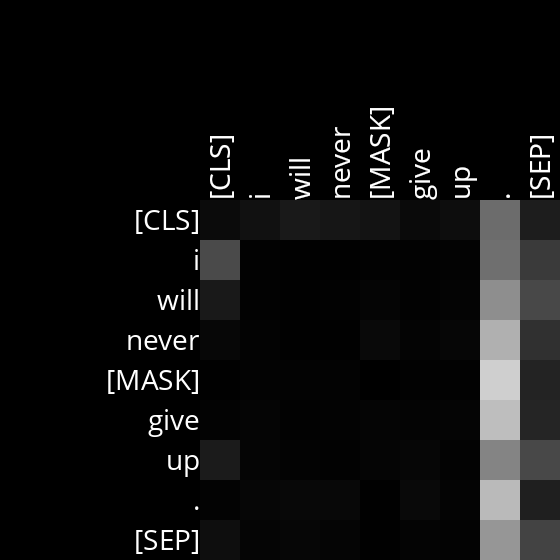 [CLS] i will never [MASK] give up . [SEP]
[CLS]
i
will
never
[MASK]
give
up
.
[SEP]